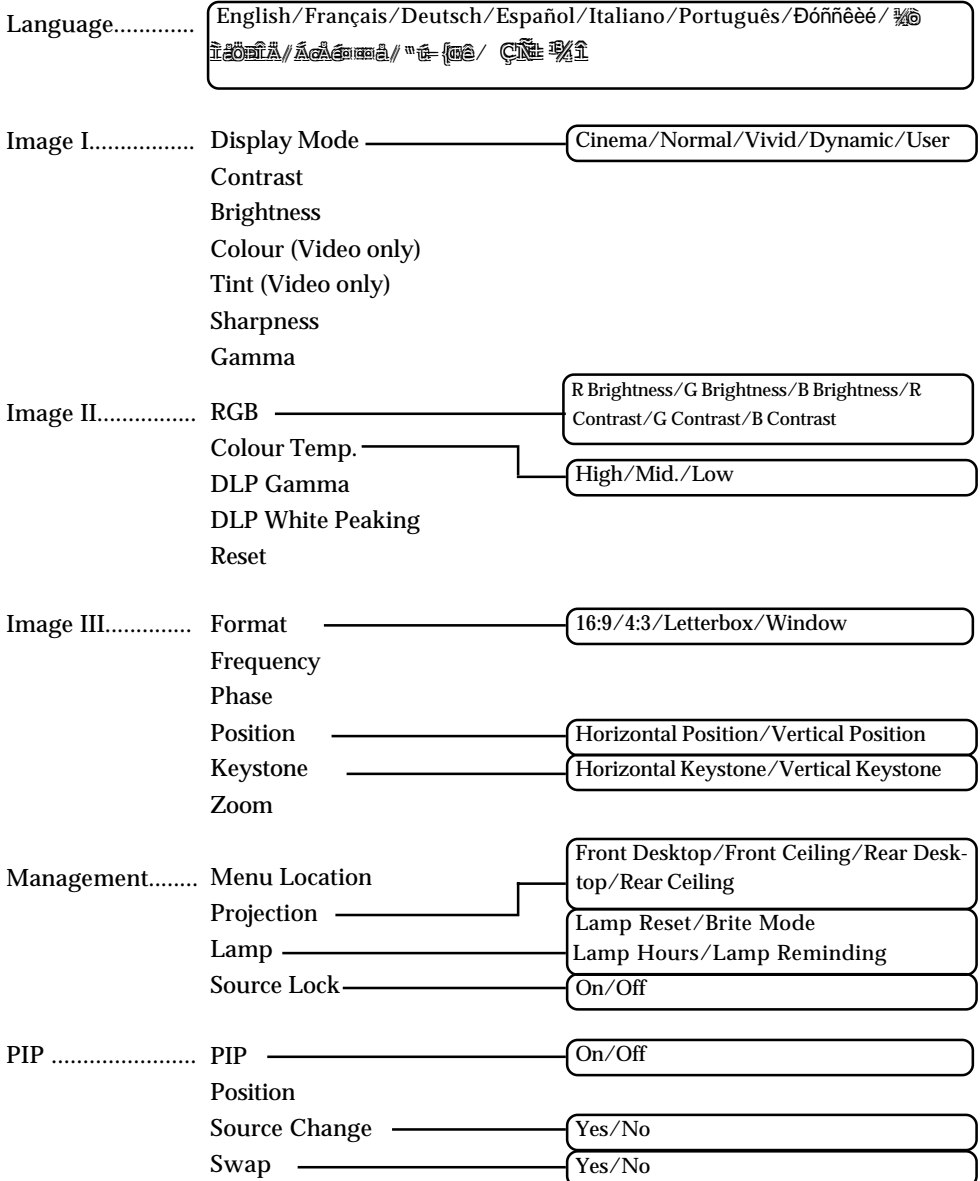 Language............. English/Français/Deutsch/Español/Italiano/Português/Ðóññêèé/
Image I................. Display Mode Cinema/Normal/Vivid/Dynamic/User
Contrast
Brightness
Colour (Video only)
Tint (Video only)
Sharpness
Gamma
Image II................ RGB R Brightness/G Brightness/B Brightness/R
Contrast/G Contrast/B Contrast
Colour Temp. High/Mid./Low
DLP Gamma
DLP White Peaking
Reset
Image III.............. Format 16:9/4:3/Letterbox/Window
Frequency
Phase
Position Horizontal Position/Vertical Position
Keystone Horizontal Keystone/Vertical Keystone
Zoom
Management........ Menu Location Front Desktop/Front Ceiling/Rear Desk-
top/Rear Ceiling
Projection
Lamp Lamp Reset/Brite Mode
Lamp Hours/Lamp Reminding
Source Lock On/Off
PIP ....................... PIP On/Off
Position
Source Change Yes/No
Swap Yes/No